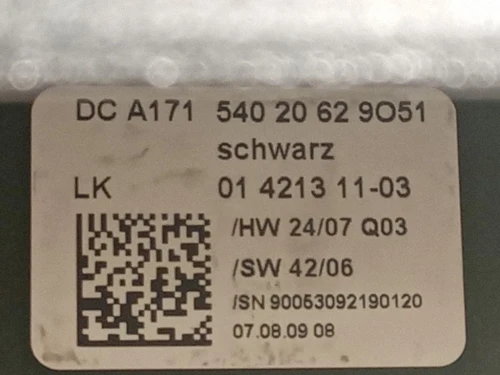 DC A171 540 20 62 9O51
schwarz
LK 01 4213 11-03
/HW 24/07 Q03
/SW 42/06
/SN 90053092190120
07.08.09 08